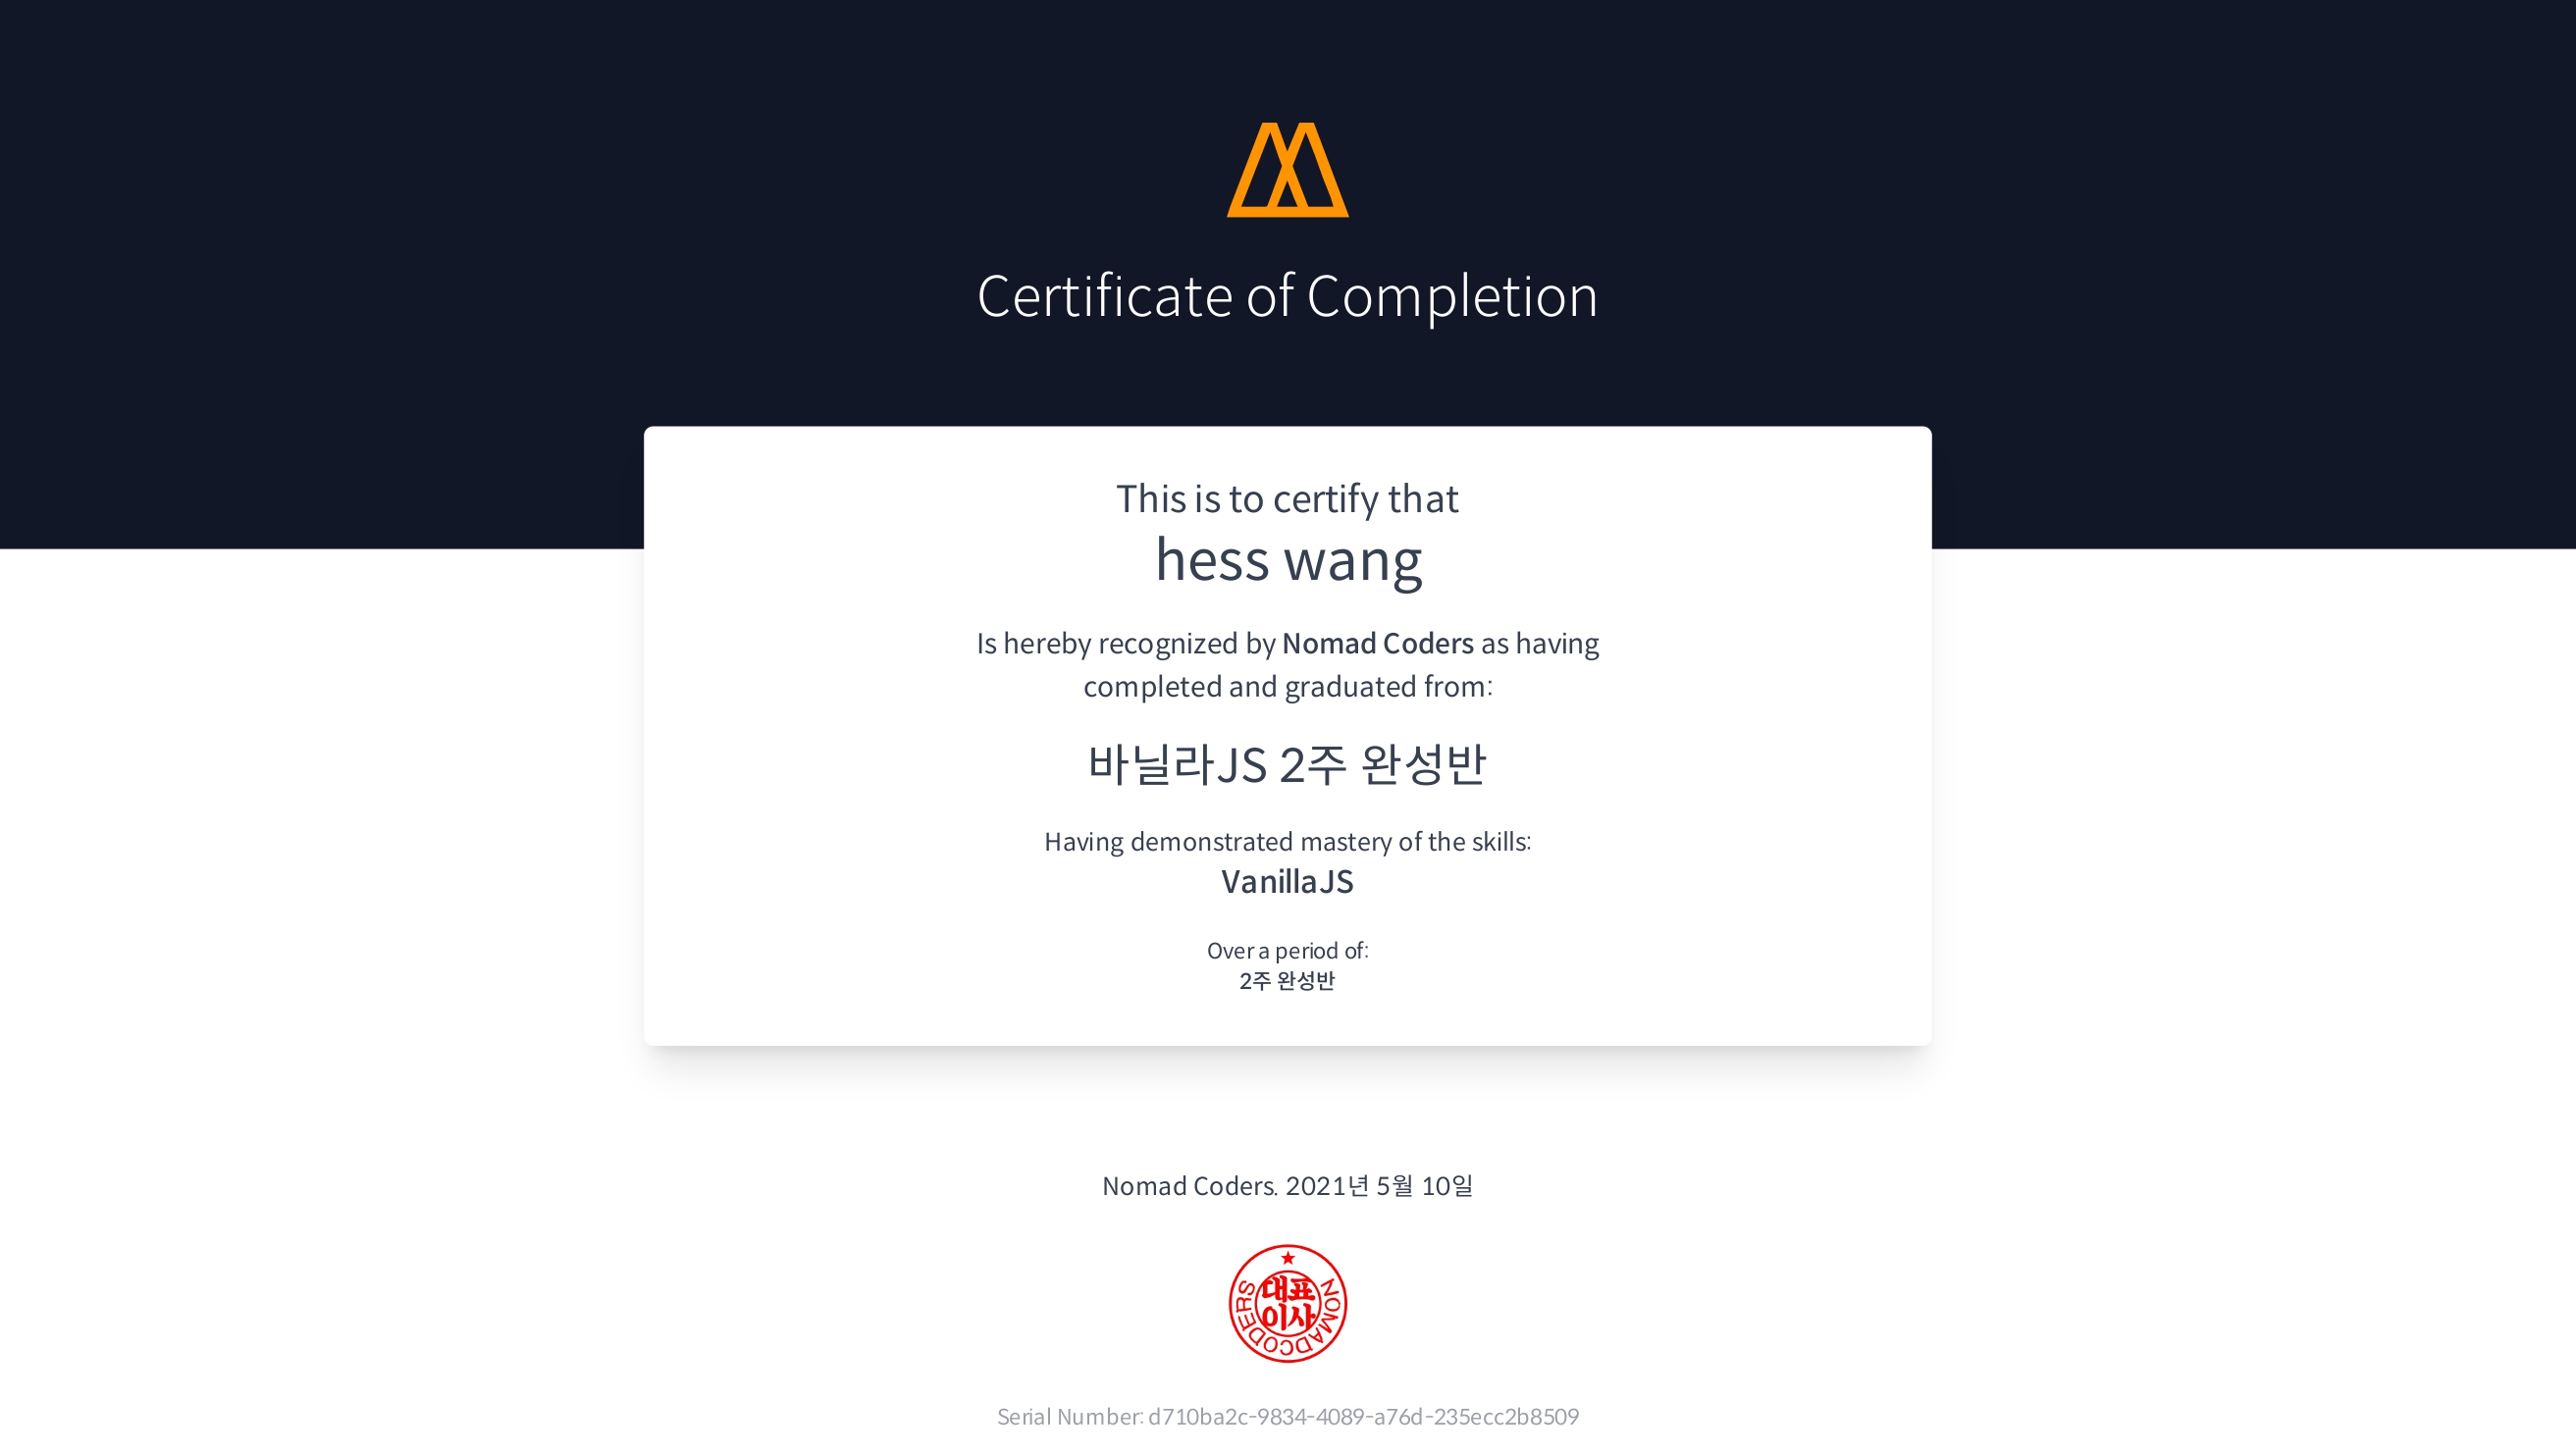 Certificate of Completion
This is to certify that
hess wang
Is hereby recognized by Nomad Coders as having
completed and graduated from:
바닐라JS 2주 완성반
Having demonstrated mastery of the skills:
VanillaJS
Over a period of:
2주 완성반
Nomad Coders. 2021년 5월 10일
대표
이사
NOMADCODERS
Serial Number: d710ba2c-9834-4089-a76d-235ecc2b8509